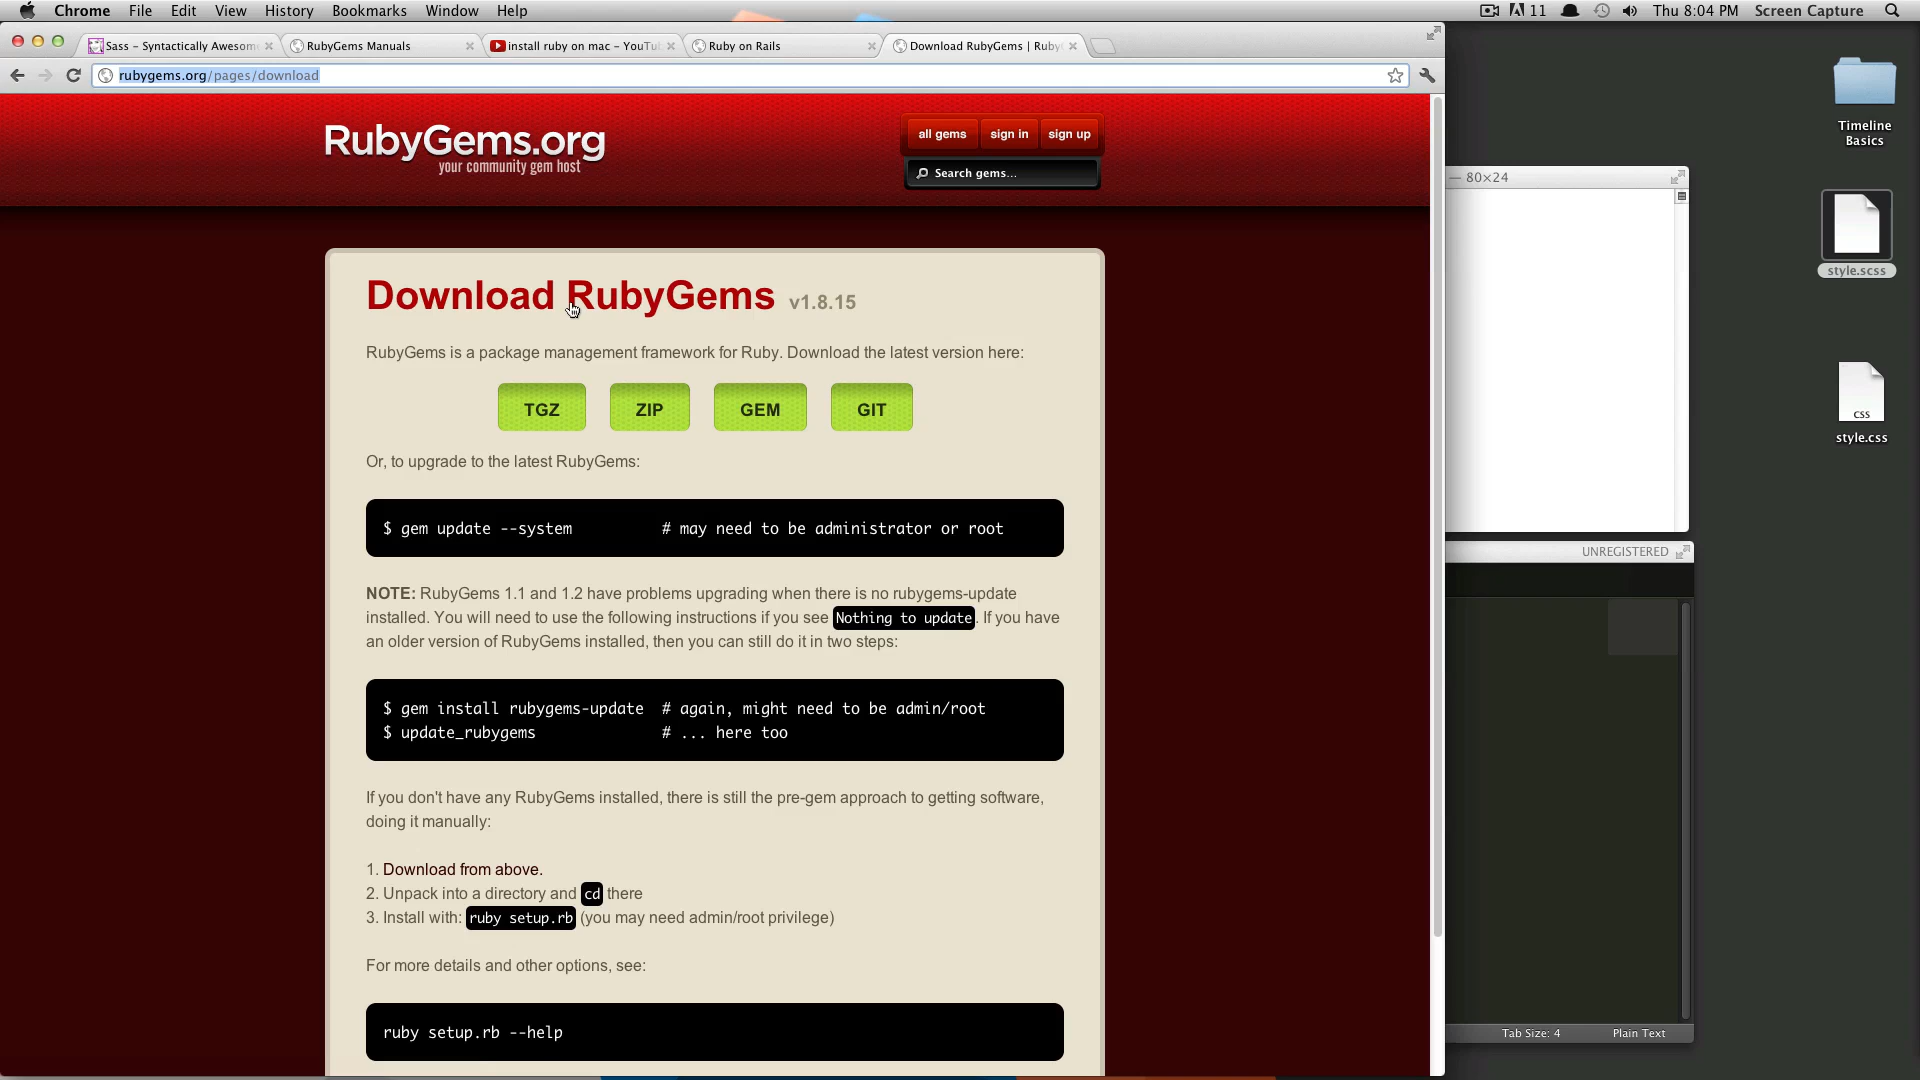 Chrome File Edit View History Bookmarks Window Help
11 Thu 8:04 PM Screen Capture
Sass - Syntactically Awesom
RubyGems Manuals
install ruby on mac - YouTu
Ruby on Rails
Download RubyGems | Ruby
rubygems.org/pages/download
RubyGems.org
your community gem host
all gems sign in sign up
Search gems...
Download RubyGems v1.8.15
RubyGems is a package management framework for Ruby. Download the latest version here:
TGZ ZIP GEM GIT
Or, to upgrade to the latest RubyGems:
$ gem update --system # may need to be administrator or root
NOTE: RubyGems 1.1 and 1.2 have problems upgrading when there is no rubygems-update
installed. You will need to use the following instructions if you see Nothing to update. If you have
an older version of RubyGems installed, then you can still do it in two steps:
$ gem install rubygems-update # again, might need to be admin/root
$ update_rubygems # ... here too
If you don't have any RubyGems installed, there is still the pre-gem approach to getting software,
doing it manually:
1. Download from above.
2. Unpack into a directory and cd there
3. Install with: ruby setup.rb (you may need admin/root privilege)
For more details and other options, see:
ruby setup.rb --help
— 80×24
UNREGISTERED
Tab Size: 4 Plain Text
Timeline
Basics
style.scss
css
style.css